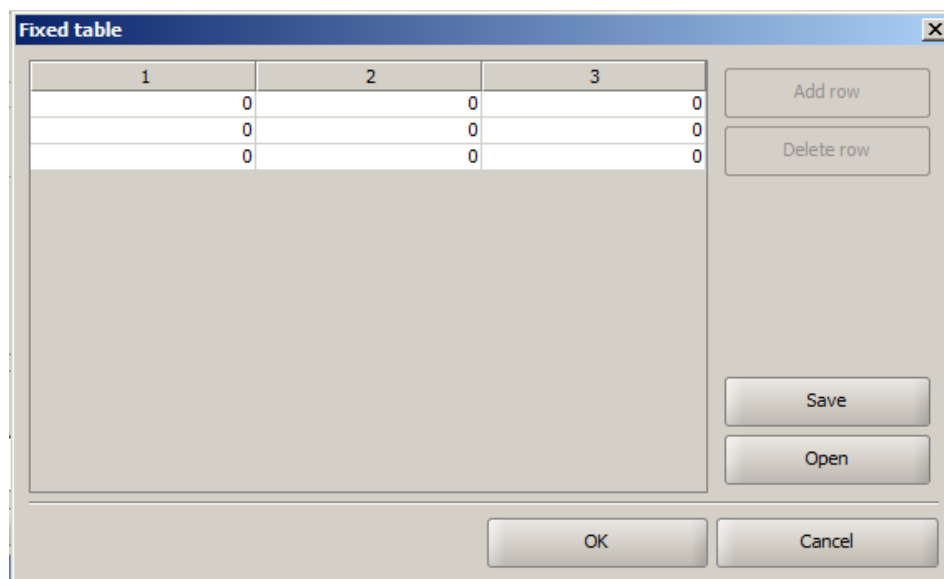 Fixed table
1 2 3
0 0 0
0 0 0
0 0 0
Add row
Delete row
Save
Open
OK Cancel